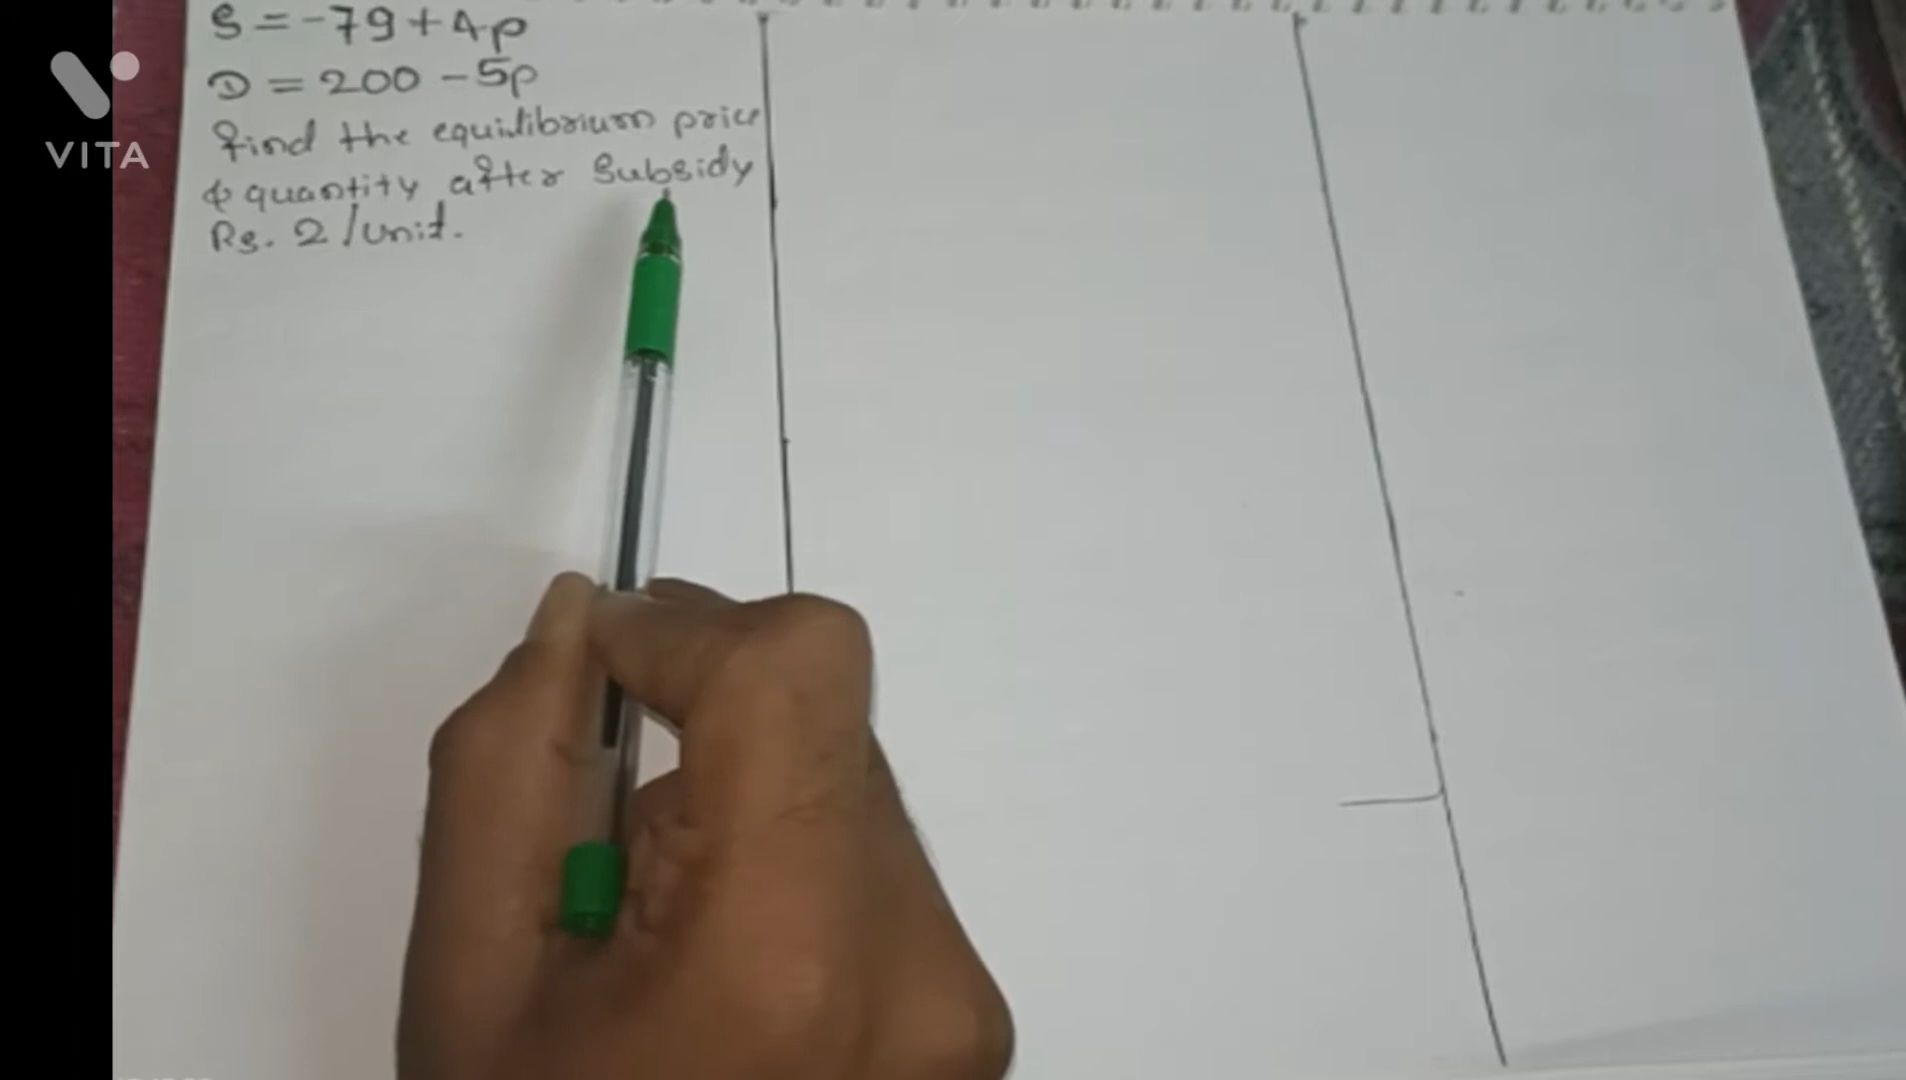 S = -79 + 4p
D = 200 - 5p
find the equilibrium price
& quantity after subsidy
Rs. 2/unit.
VITA